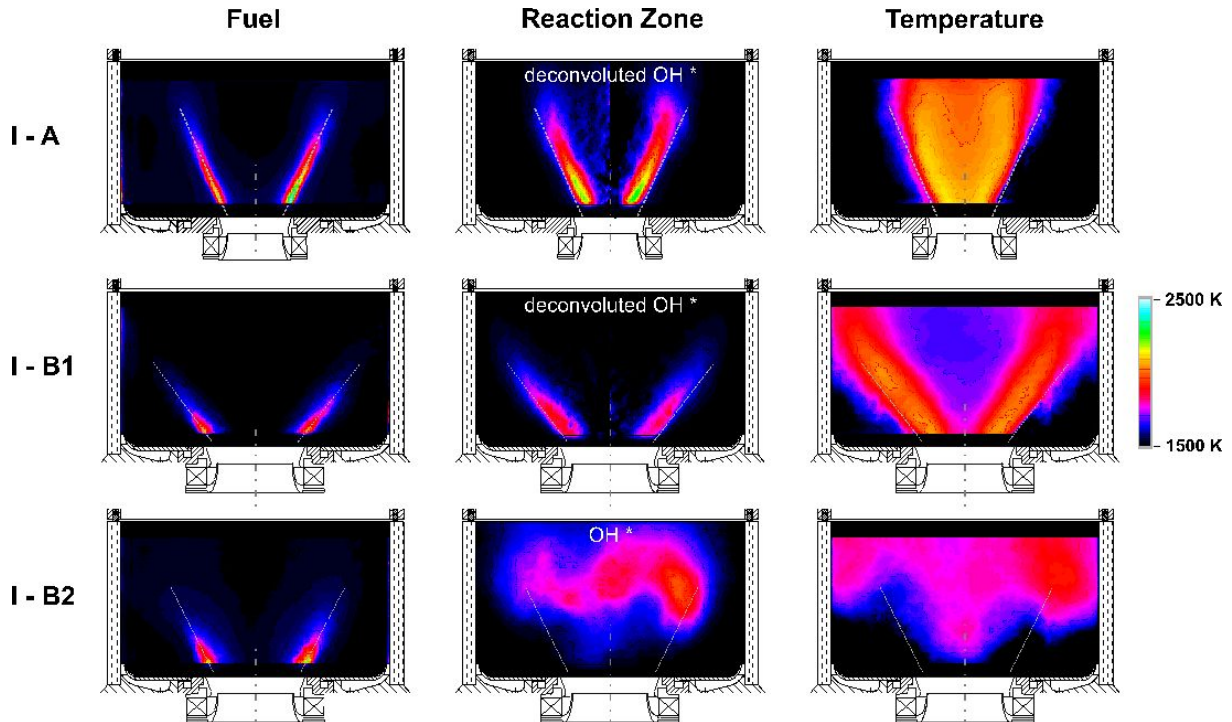 Fuel Reaction Zone Temperature
I - A
deconvoluted OH *
I - B1
deconvoluted OH *
2500 K
1500 K
I - B2
OH *